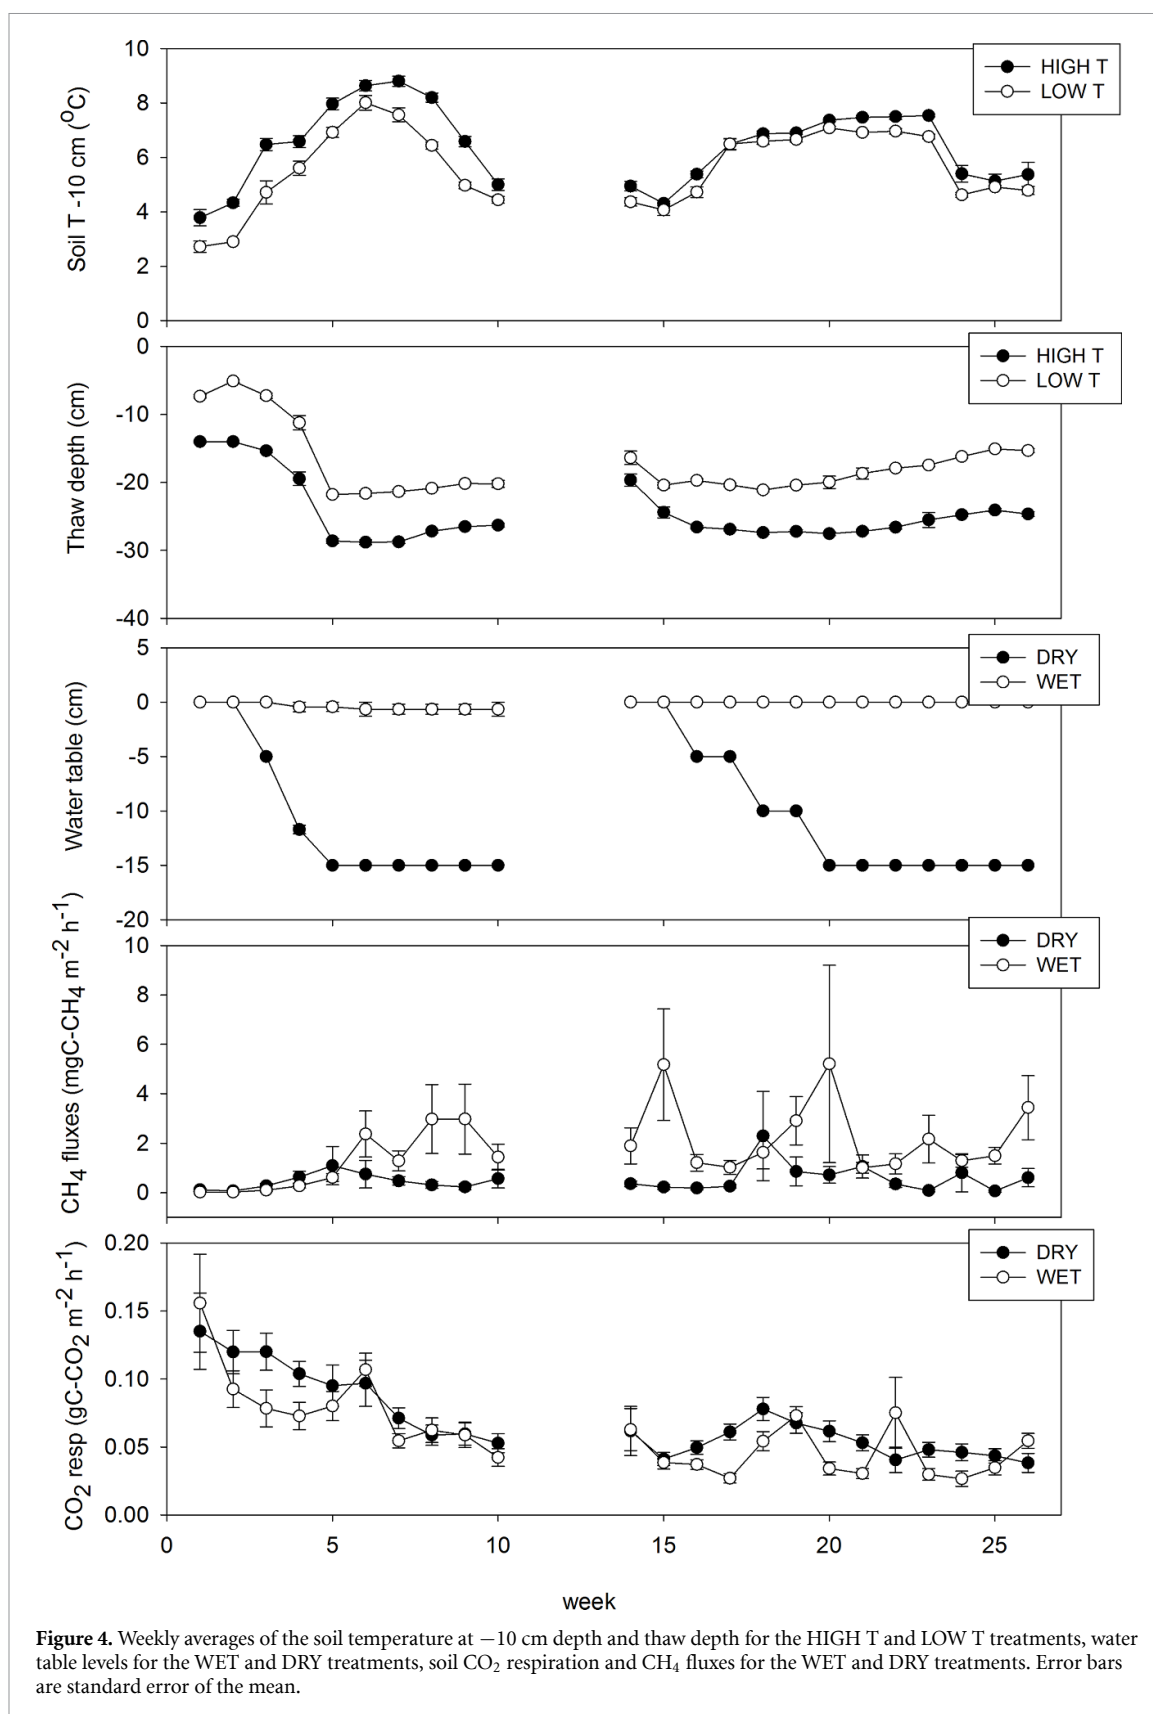 10
8
6
4
2
0
Soil T -10 cm (°C)
HIGH T
LOW T
0
-10
-20
-30
-40
Thaw depth (cm)
HIGH T
LOW T
5
0
-5
-10
-15
-20
Water table (cm)
DRY
WET
10
8
6
4
2
0
CH₄ fluxes (mgC-CH₄ m⁻² h⁻¹)
DRY
WET
0.20
0.15
0.10
0.05
0.00
CO₂ resp (gC-CO₂ m⁻² h⁻¹)
DRY
WET
0 5 10 15 20 25
week
Figure 4. Weekly averages of the soil temperature at −10 cm depth and thaw depth for the HIGH T and LOW T treatments, water
table levels for the WET and DRY treatments, soil CO₂ respiration and CH₄ fluxes for the WET and DRY treatments. Error bars
are standard error of the mean.